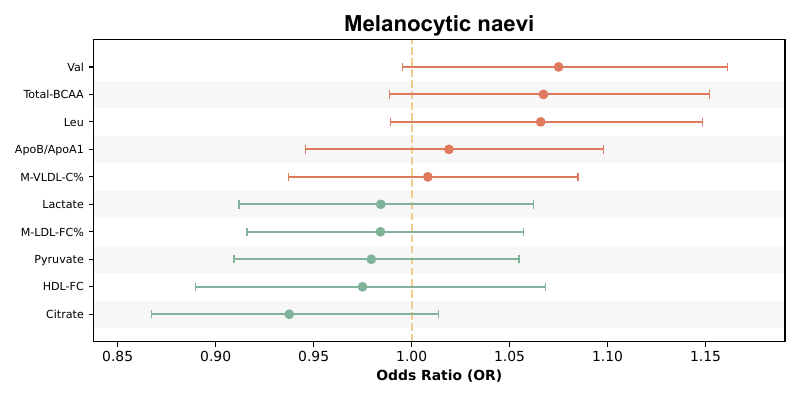 Melanocytic naevi
Val
Total-BCAA
Leu
ApoB/ApoA1
M-VLDL-C%
Lactate
M-LDL-FC%
Pyruvate
HDL-FC
Citrate
0.85 0.90 0.95 1.00 1.05 1.10 1.15
Odds Ratio (OR)